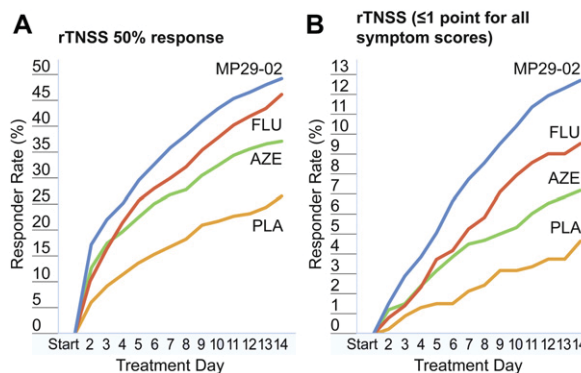 A
rTNSS 50% response
Responder Rate (%)
50
45
40
35
30
25
20
15
10
5
0
MP29-02
FLU
AZE
PLA
Start 2 3 4 5 6 7 8 9 10 11 12 13 14
Treatment Day
B
rTNSS (≤1 point for all
symptom scores)
Responder Rate (%)
13
12
11
12
10
9
8
7
6
5
4
3
2
1
0
MP29-02
FLU
AZE
PLA
Start 2 3 4 5 6 7 8 9 10 11 12 13 14
Treatment Day